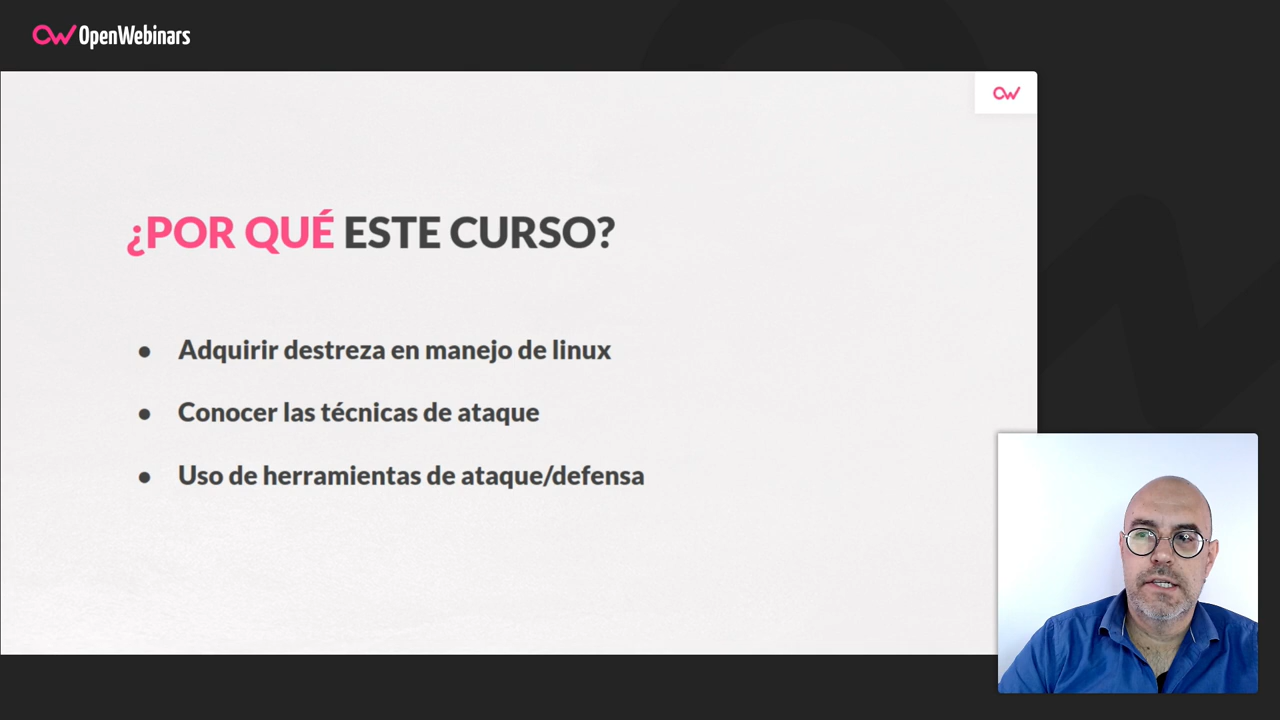 OpenWebinars
¿POR QUÉ ESTE CURSO?
● Adquirir destreza en manejo de linux
● Conocer las técnicas de ataque
● Uso de herramientas de ataque/defensa